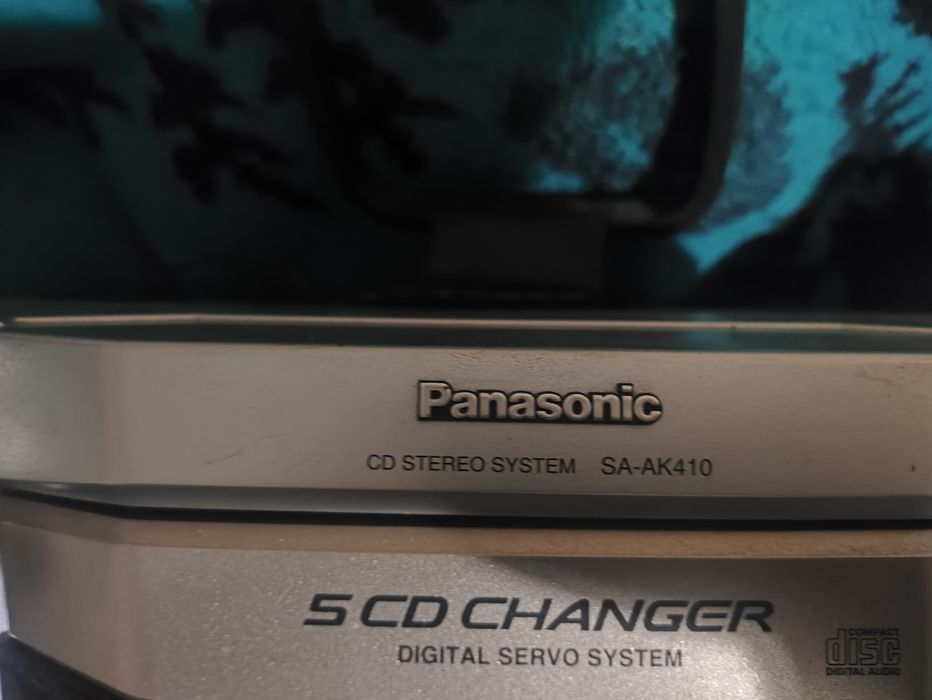 Panasonic
CD STEREO SYSTEM SA-AK410
5 CD CHANGER
DIGITAL SERVO SYSTEM
COMPACT
disc
DIGITAL AUDIO